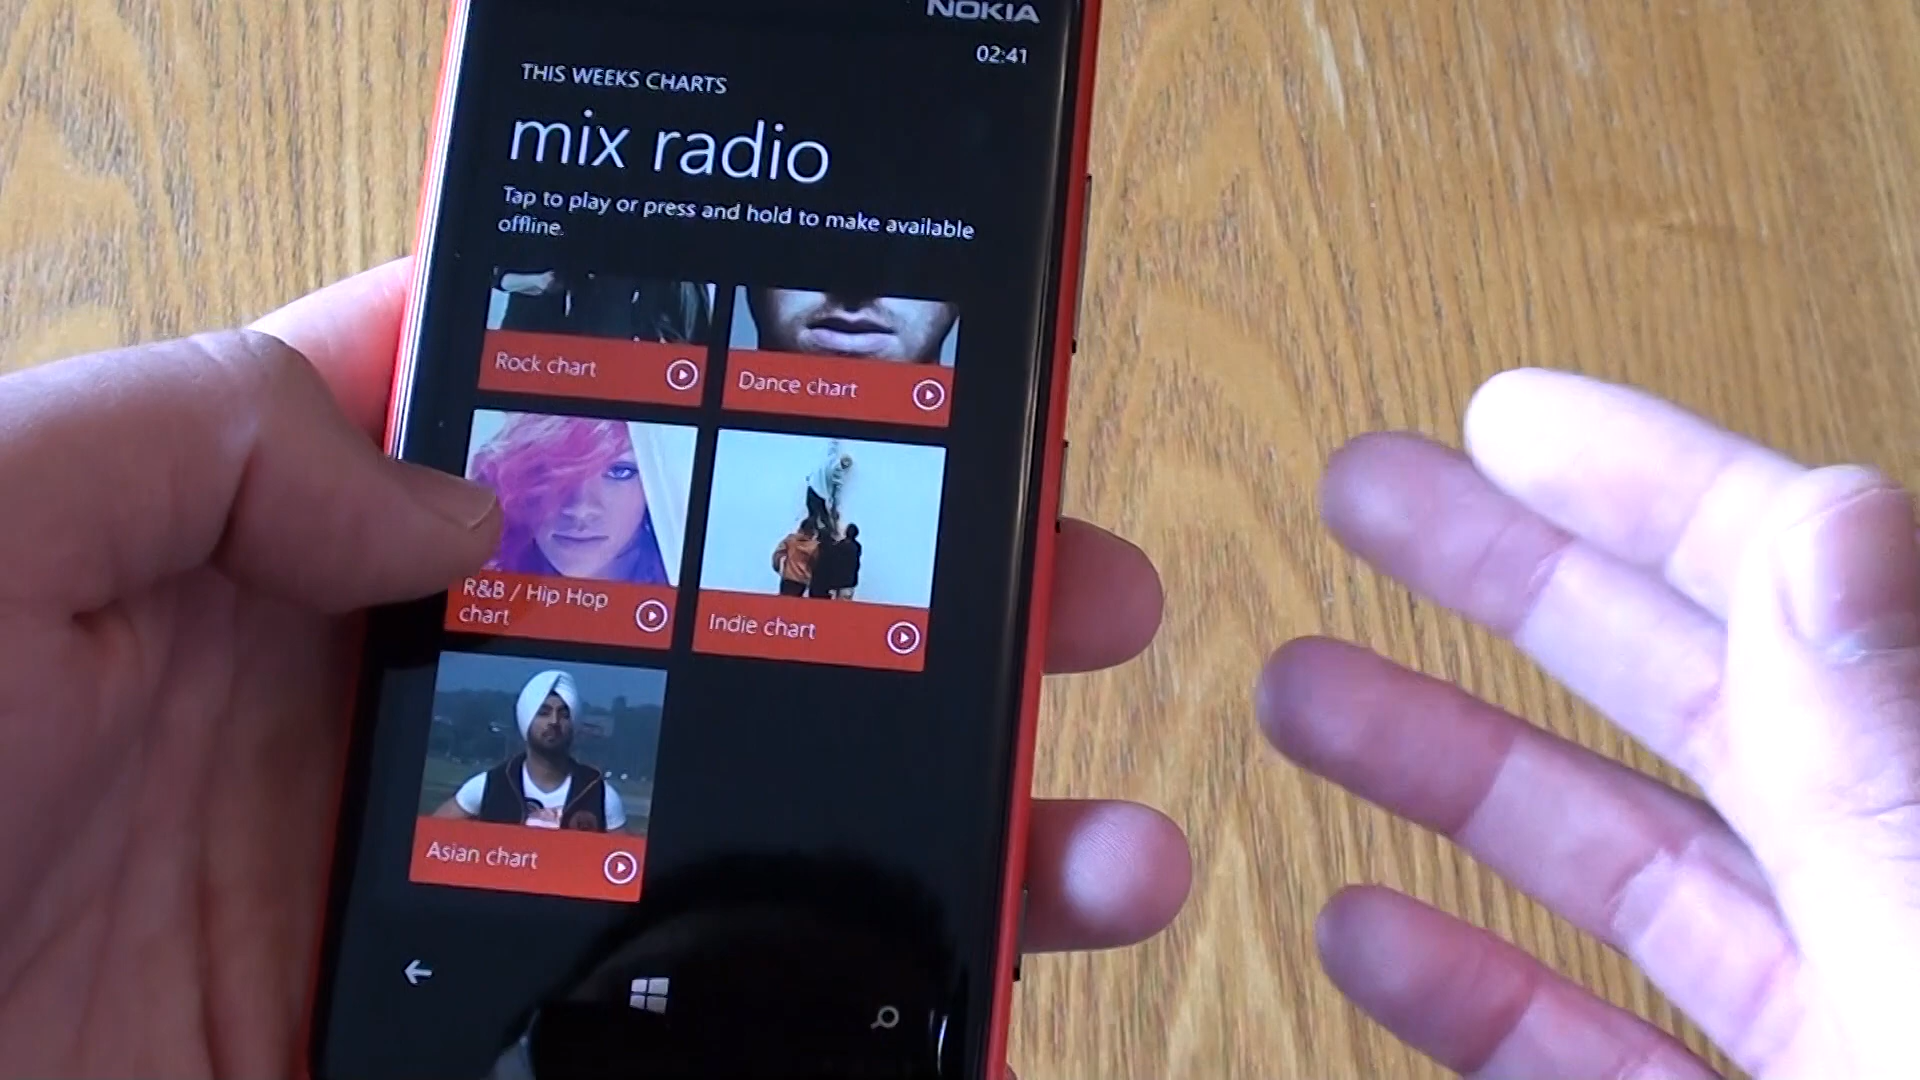 NOKIA
02:41
THIS WEEKS CHARTS
mix radio
Tap to play or press and hold to make available
offline.
Rock chart
Dance chart
R&B / Hip Hop
chart
Indie chart
Asian chart